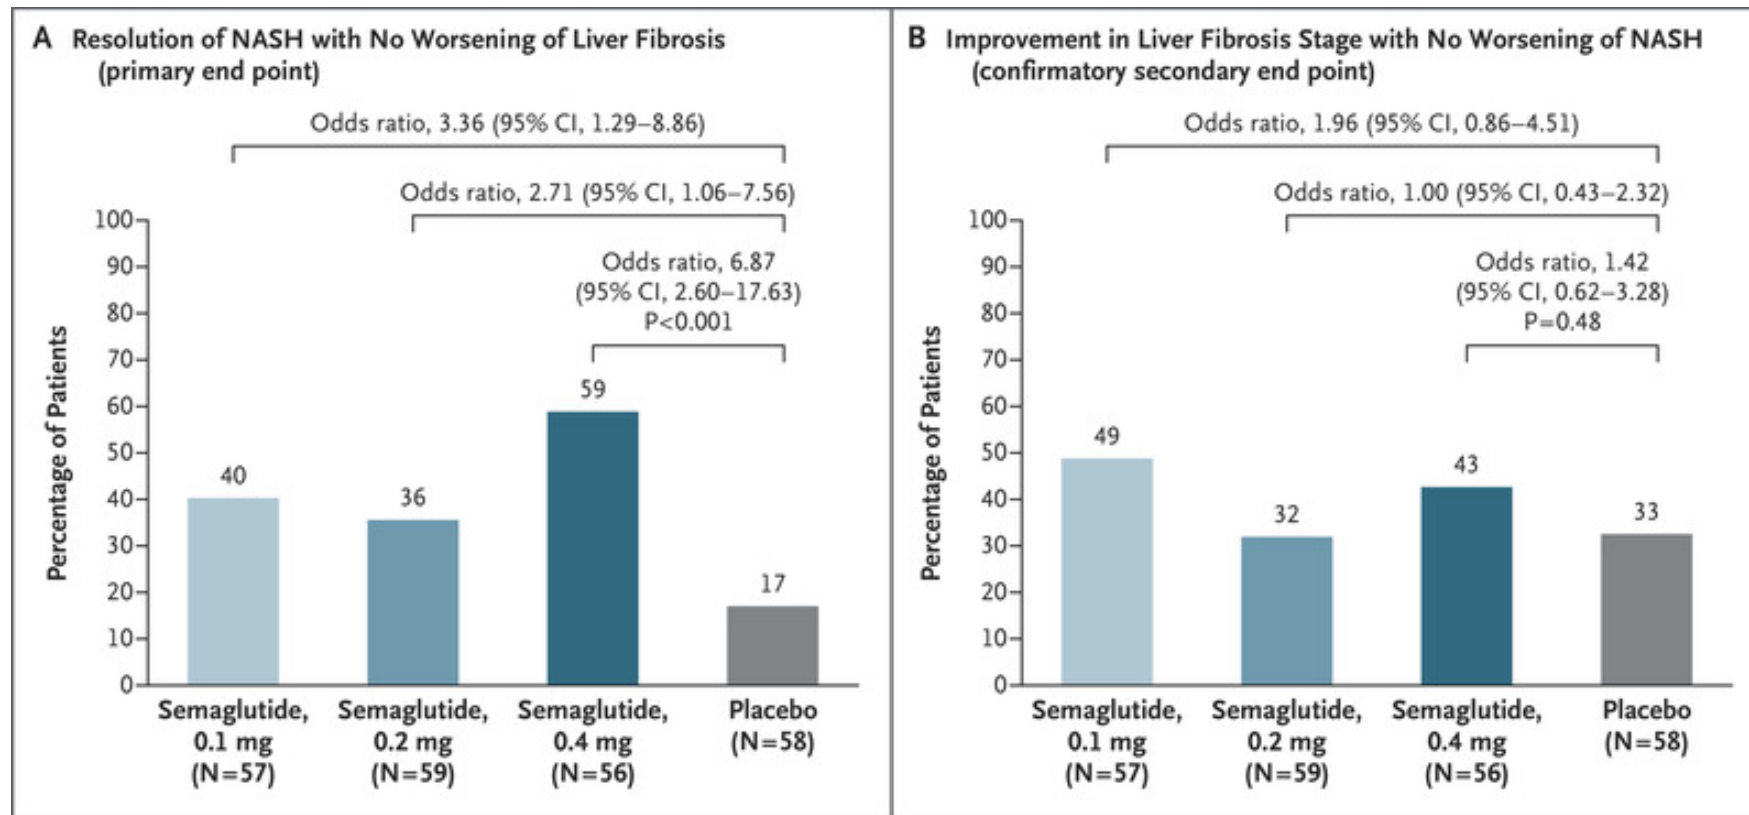 A Resolution of NASH with No Worsening of Liver Fibrosis
(primary end point)
Odds ratio, 3.36 (95% CI, 1.29–8.86)
Odds ratio, 2.71 (95% CI, 1.06–7.56)
Odds ratio, 6.87
(95% CI, 2.60–17.63)
P<0.001
Percentage of Patients
100
90
80
70
60
50
40
30
20
10
0
40
36
59
17
Semaglutide,
0.1 mg
(N=57)
Semaglutide,
0.2 mg
(N=59)
Semaglutide,
0.4 mg
(N=56)
Placebo
(N=58)
B Improvement in Liver Fibrosis Stage with No Worsening of NASH
(confirmatory secondary end point)
Odds ratio, 1.96 (95% CI, 0.86–4.51)
Odds ratio, 1.00 (95% CI, 0.43–2.32)
Odds ratio, 1.42
(95% CI, 0.62–3.28)
P=0.48
Percentage of Patients
100
90
80
70
60
50
40
30
20
10
0
49
32
43
33
Semaglutide,
0.1 mg
(N=57)
Semaglutide,
0.2 mg
(N=59)
Semaglutide,
0.4 mg
(N=56)
Placebo
(N=58)